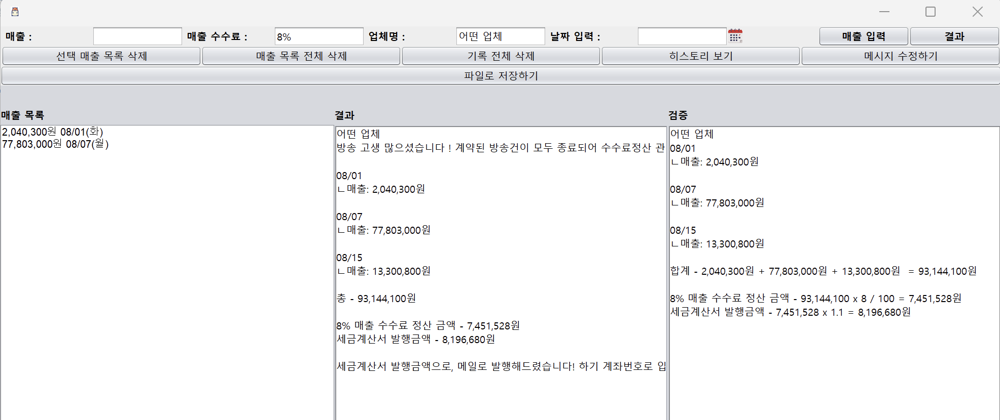 매출 :
매출 수수료 :
8%
업체명 :
어떤 업체
날짜 입력 :
매출 입력
결과
선택 매출 목록 삭제
매출 목록 전체 삭제
기록 전체 삭제
히스토리 보기
메시지 수정하기
파일로 저장하기
매출 목록
2,040,300원 08/01(화)
77,803,000원 08/07(월)
결과
어떤 업체
방송 고생 많으셨습니다 ! 계약된 방송건이 모두 종료되어 수수료정산 관
08/01
ㄴ매출: 2,040,300원
08/07
ㄴ매출: 77,803,000원
08/15
ㄴ매출: 13,300,800원
총 - 93,144,100원
8% 매출 수수료 정산 금액 - 7,451,528원
세금계산서 발행금액 - 8,196,680원
세금계산서 발행금액으로, 메일로 발행해드렸습니다! 하기 계좌번호로 입
검증
어떤 업체
08/01
ㄴ매출: 2,040,300원
08/07
ㄴ매출: 77,803,000원
08/15
ㄴ매출: 13,300,800원
합계 - 2,040,300원 + 77,803,000원 + 13,300,800원  = 93,144,100원
8% 매출 수수료 정산 금액 - 93,144,100 x 8 / 100 = 7,451,528원
세금계산서 발행금액 - 7,451,528 x 1.1 = 8,196,680원